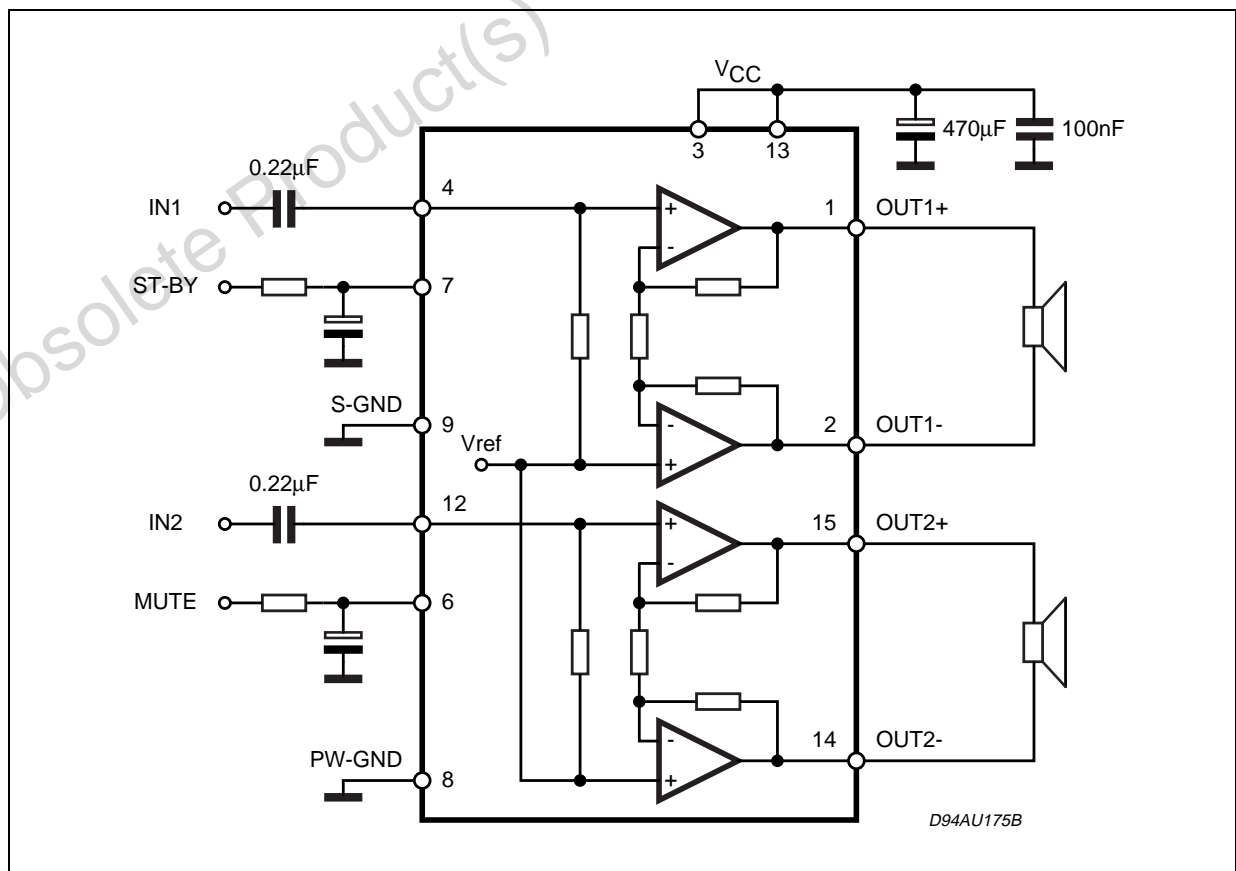 Obsolete Product(s)
VCC
470µF
100nF
3
13
0.22µF
IN1
4
+
-
1
OUT1+
ST-BY
7
S-GND
9
Vref
-
+
2
OUT1-
0.22µF
IN2
12
+
-
15
OUT2+
MUTE
6
-
+
14
OUT2-
PW-GND
8
D94AU175B